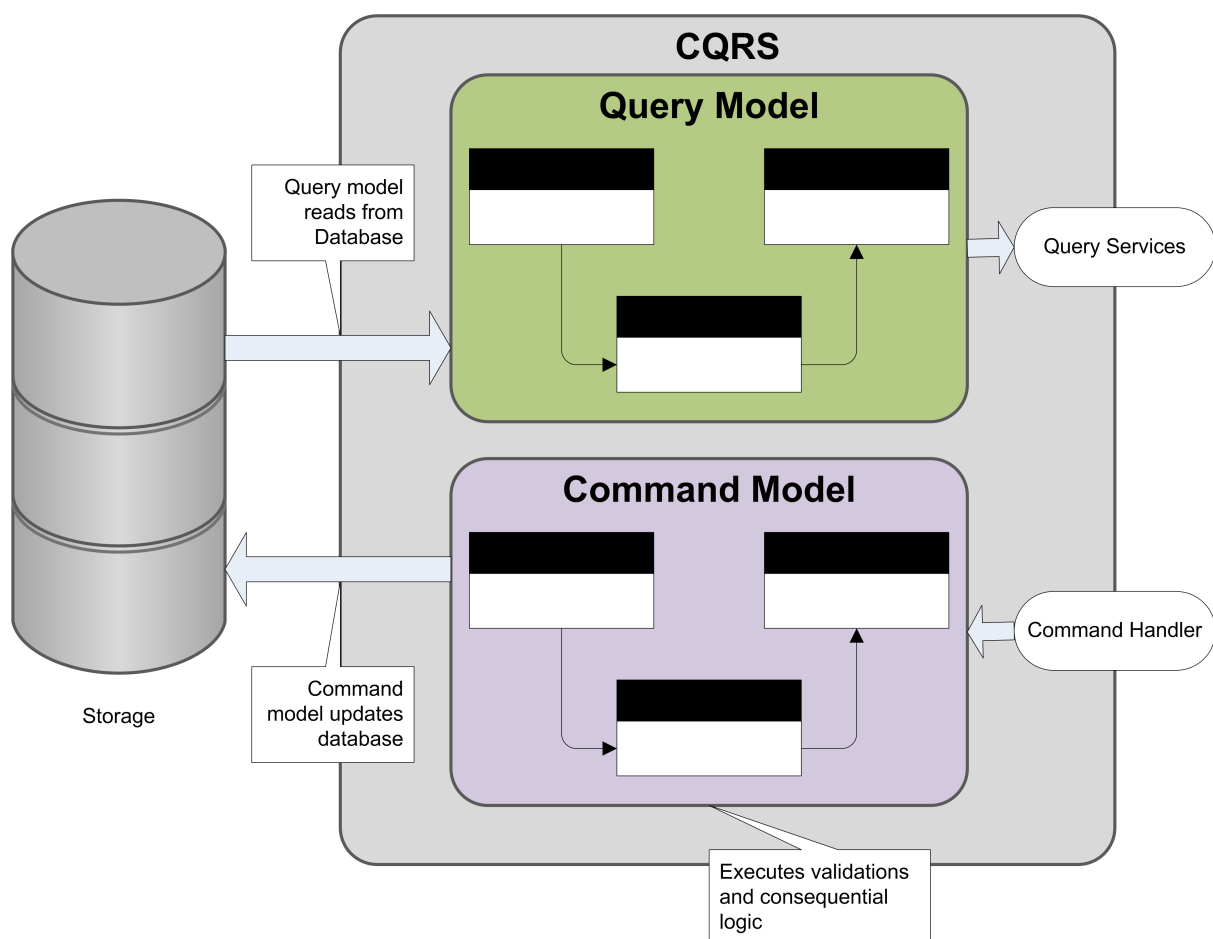 CQRS
Query Model
Query model
reads from
Database
Query Services
Command Model
Command Handler
Storage
Command
model updates
database
Executes validations
and consequential
logic